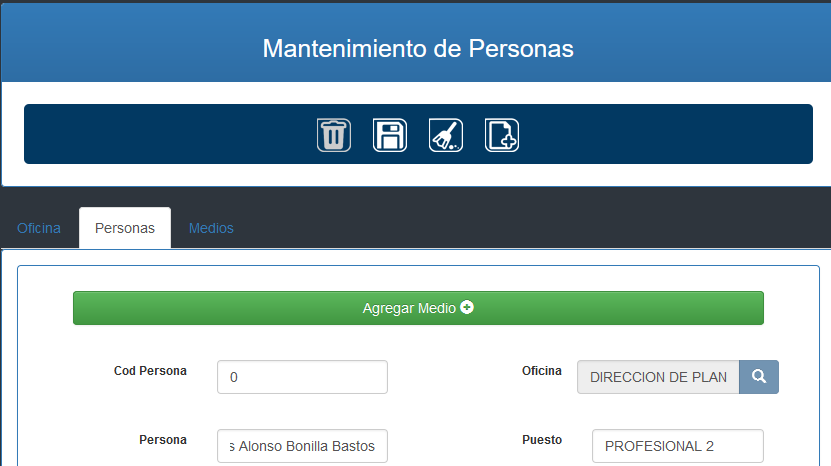 Mantenimiento de Personas
Oficina Personas Medios
Agregar Medio
Cod Persona 0 Oficina DIRECCION DE PLAN
Persona s Alonso Bonilla Bastos Puesto PROFESIONAL 2